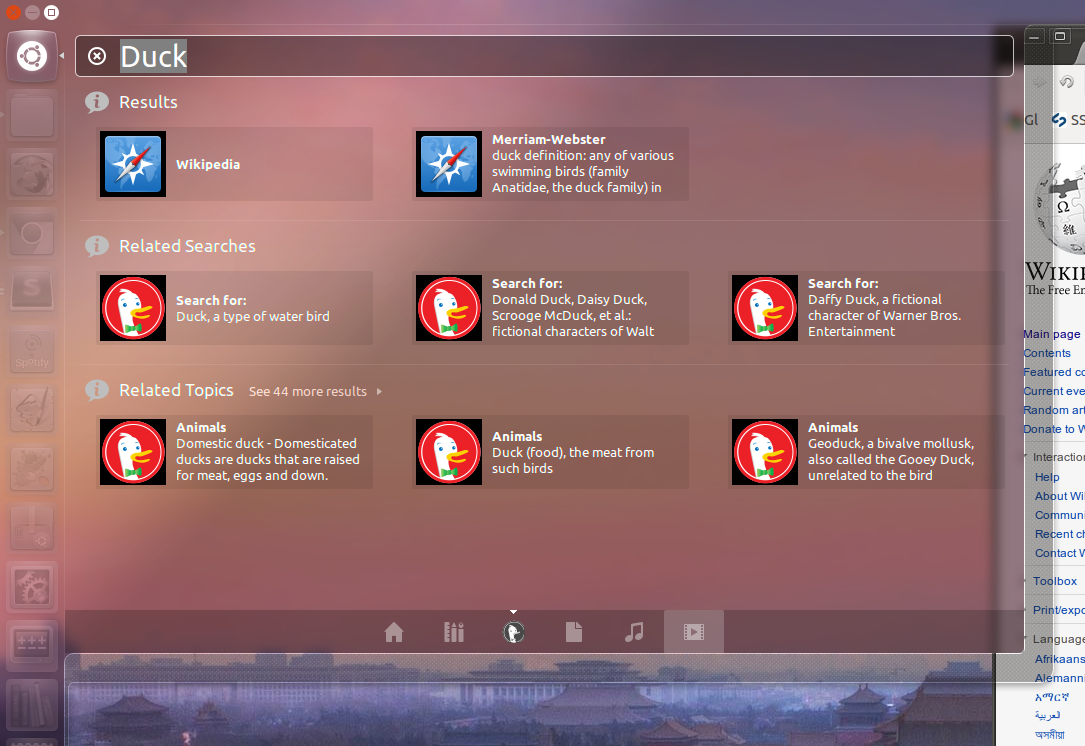 Duck
Results
Wikipedia
Merriam-Webster
duck definition: any of various
swimming birds (family
Anatidae, the duck family) in
Related Searches
Search for:
Duck, a type of water bird
Search for:
Donald Duck, Daisy Duck,
Scrooge McDuck, et al.:
fictional characters of Walt
Search for:
Daffy Duck, a fictional
character of Warner Bros.
Entertainment
Related Topics See 44 more results
Animals
Domestic duck - Domesticated
ducks are ducks that are raised
for meat, eggs and down.
Animals
Duck (food), the meat from
such birds
Animals
Geoduck, a bivalve mollusk,
also called the Gooey Duck,
unrelated to the bird
S
Spotify
Gl SS
Ω
維
WIKIP
The Free En
Main page
Contents
Featured co
Current eve
Random art
Donate to W
Interaction
Help
About Wi
Communi
Recent ch
Contact W
Toolbox
Print/expo
Language
Afrikaans
Alemanni
አማርኛ
العربية
অসমীয়া